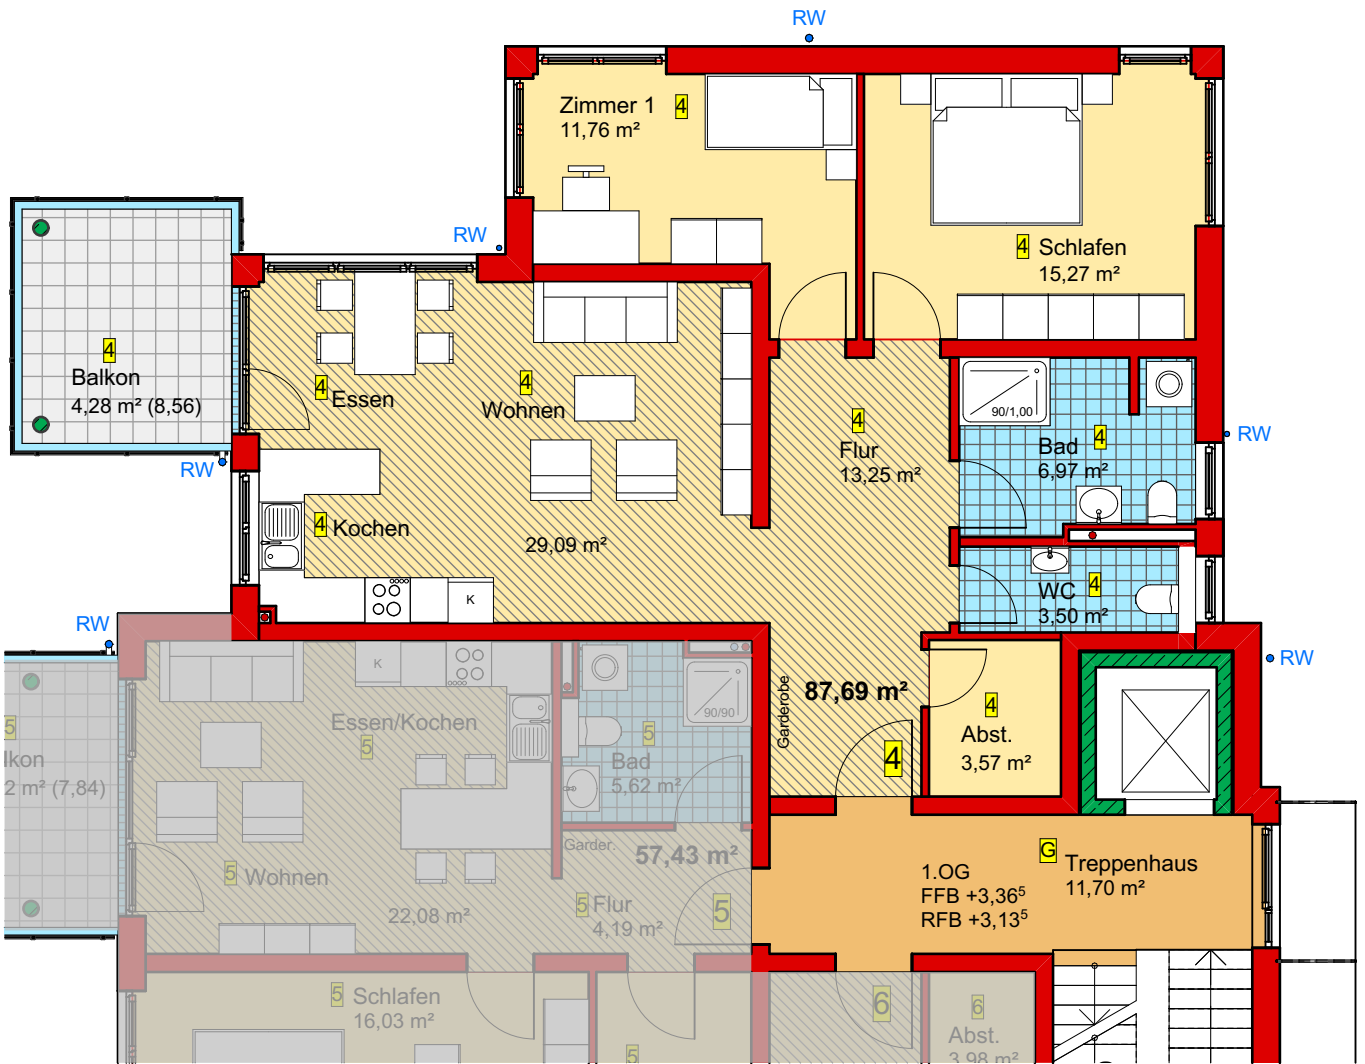 RW
Zimmer 1 4
11,76 m²
RW
4 Schlafen
15,27 m²
4
Balkon
4,28 m² (8,56)
RW
4 Essen
4
Wohnen
4 Kochen
29,09 m²
4
Flur
13,25 m²
90/1,00
Bad 4
6,97 m²
RW
WC 4
3,50 m²
K
RW
RW
Garderobe
87,69 m²
4
4
Abst.
3,57 m²
K
Essen/Kochen
5
90/90
5
Bad
5,62 m²
5
lkon
2 m² (7,84)
Garder.
57,43 m²
5 Wohnen
22,08 m²
5 Flur
4,19 m²
5
G Treppenhaus
11,70 m²
1.OG
FFB +3,36⁵
RFB +3,13⁵
5 Schlafen
16,03 m²
5
6
6
Abst.
3,98 m²